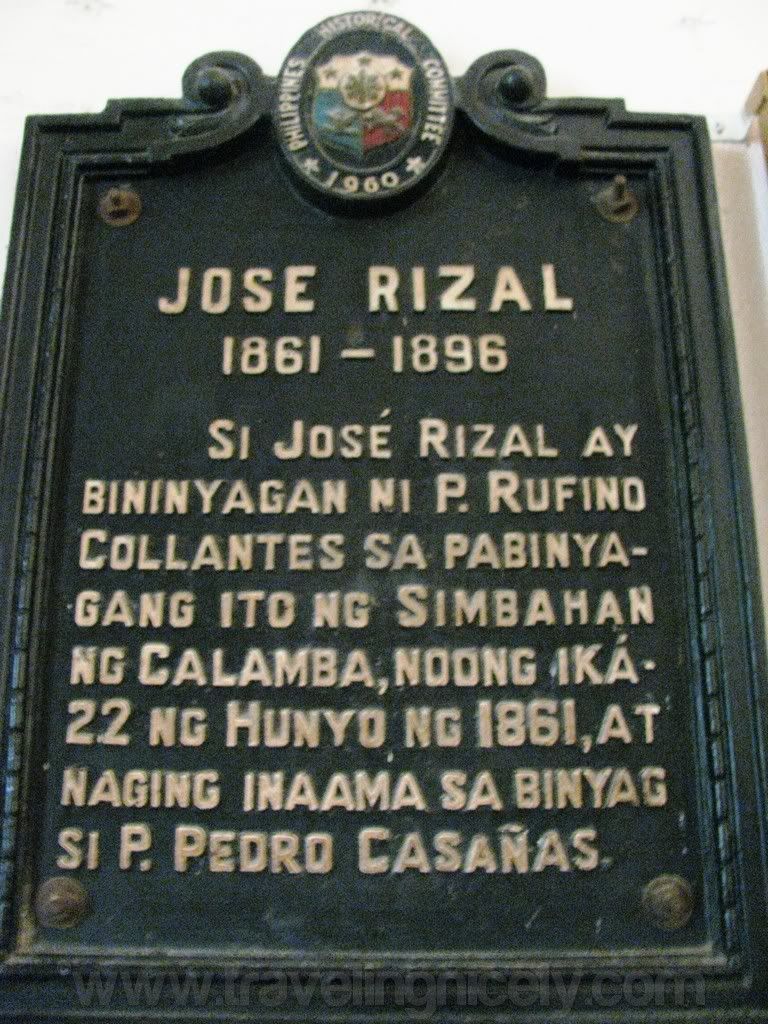 PHILIPPINES HISTORICAL COMMITTEE
1960
JOSE RIZAL
1861 – 1896
SI JOSÉ RIZAL AY
BININYAGAN NI P. RUFINO
COLLANTES SA PABINYA-
GANG ITO NG SIMBAHAN
NG CALAMBA, NOONG IKÁ-
22 NG HUNYO NG 1861, AT
NAGING INAAMA SA BINYAG
SI P. PEDRO CASAÑAS.
www.travelingnicely.com